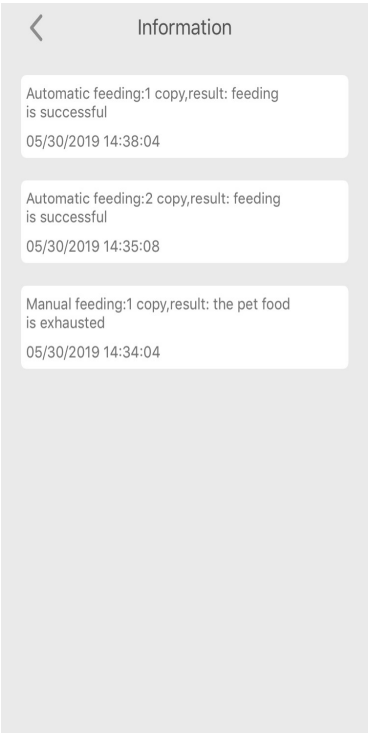 Information
Automatic feeding:1 copy,result: feeding
is successful
05/30/2019 14:38:04
Automatic feeding:2 copy,result: feeding
is successful
05/30/2019 14:35:08
Manual feeding:1 copy,result: the pet food
is exhausted
05/30/2019 14:34:04